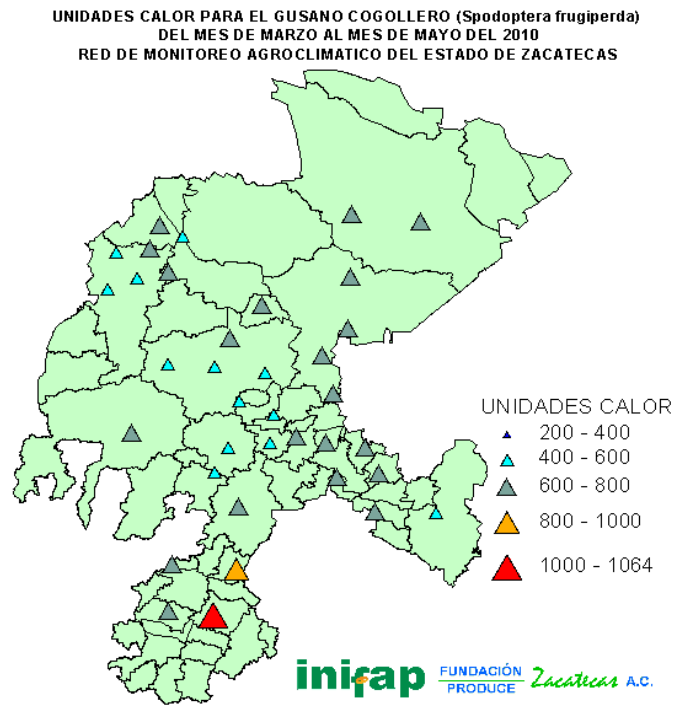 UNIDADES CALOR PARA EL GUSANO COGOLLERO (Spodoptera frugiperda)
DEL MES DE MARZO AL MES DE MAYO DEL 2010
RED DE MONITOREO AGROCLIMATICO DEL ESTADO DE ZACATECAS
UNIDADES CALOR
200 - 400
400 - 600
600 - 800
800 - 1000
1000 - 1064
inifap
FUNDACIÓN
PRODUCE
Zacatecas A.C.